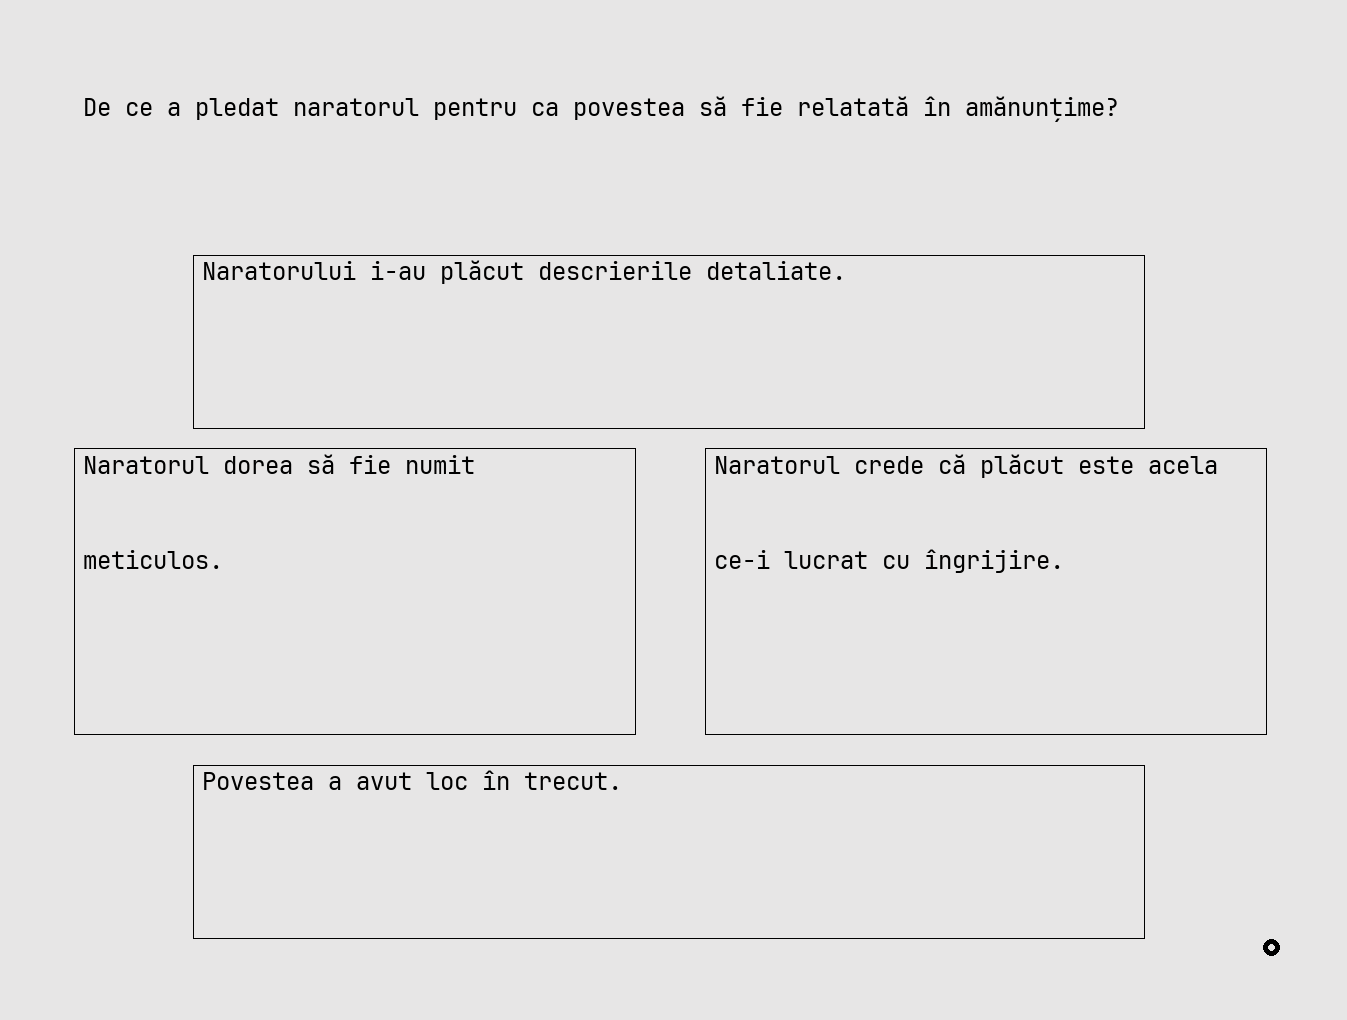 De ce a pledat naratorul pentru ca povestea să fie relatată în amănunțime?
Naratorului i-au plăcut descrierile detaliate.
Naratorul dorea să fie numit
meticulos.
Naratorul crede că plăcut este acela
ce-i lucrat cu îngrijire.
Povestea a avut loc în trecut.